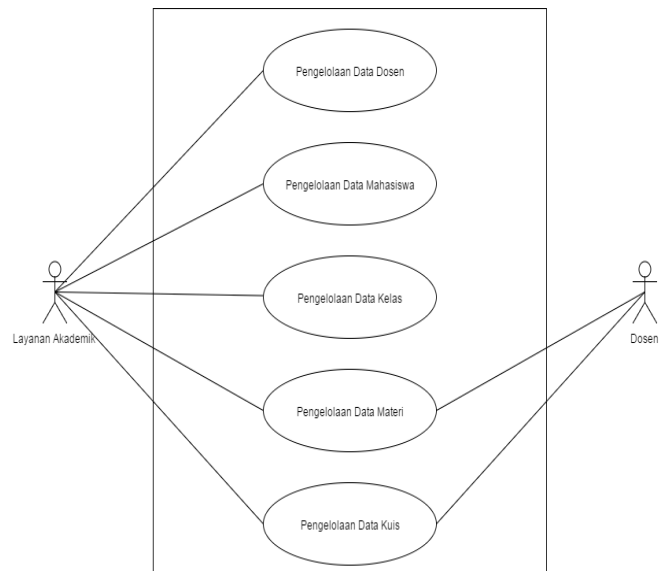 Pengelolaan Data Dosen
Pengelolaan Data Mahasiswa
Pengelolaan Data Kelas
Layanan Akademik
Dosen
Pengelolaan Data Materi
Pengelolaan Data Kuis